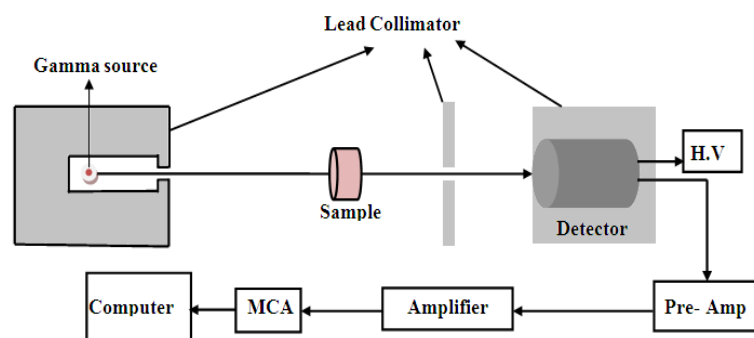 Lead Collimator
Gamma source
H.V
Sample
Detector
Computer
MCA
Amplifier
Pre- Amp